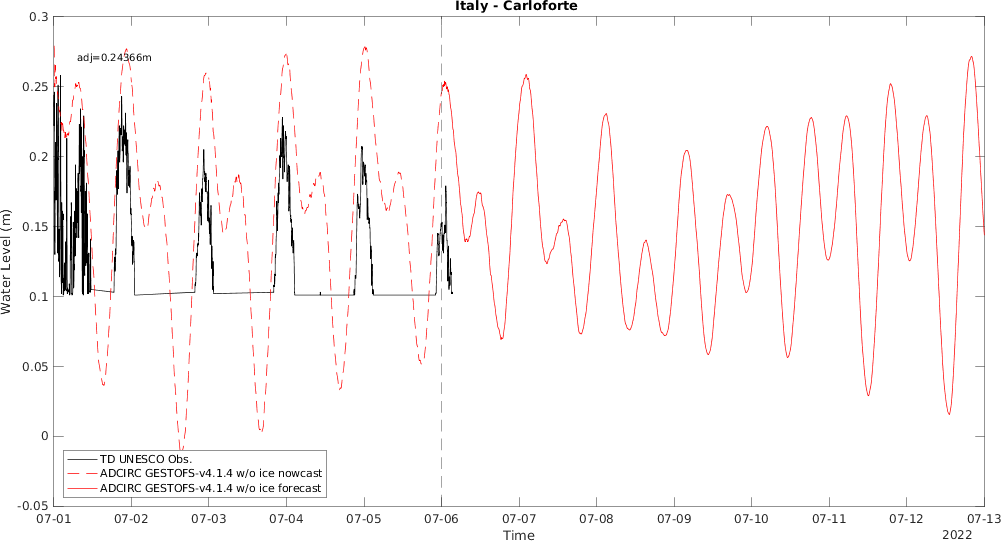 Italy - Carloforte
adj=0.24366m
0.3
0.25
0.2
0.15
0.1
0.05
0
-0.05
Water Level (m)
TD UNESCO Obs.
ADCIRC GESTOFS-v4.1.4 w/o ice nowcast
ADCIRC GESTOFS-v4.1.4 w/o ice forecast
07-01 07-02 07-03 07-04 07-05 07-06 07-07 07-08 07-09 07-10 07-11 07-12 07-13
Time
2022